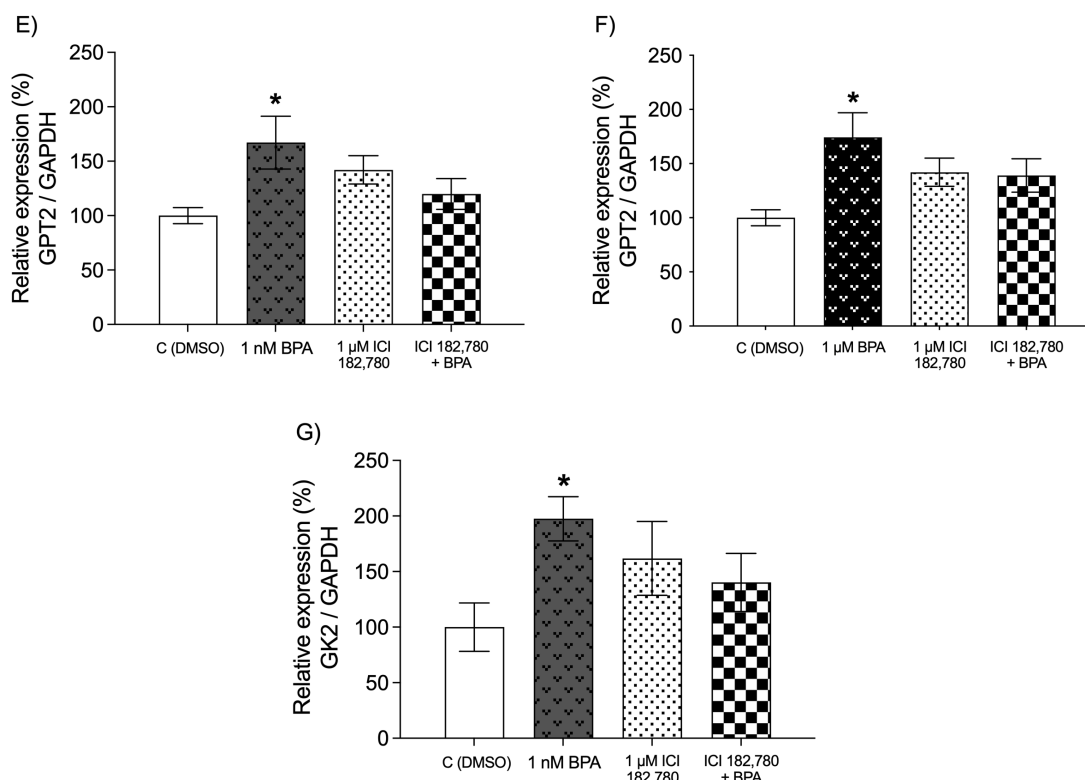 E)
Relative expression (%)
GPT2 / GAPDH
250
200
150
100
50
0
*
C (DMSO)
1 nM BPA
1 µM ICI
182,780
ICI 182,780
+ BPA
F)
Relative expression (%)
GPT2 / GAPDH
250
200
150
100
50
0
*
C (DMSO)
1 µM BPA
1 µM ICI
182,780
ICI 182,780
+ BPA
G)
Relative expression (%)
GK2 / GAPDH
250
200
150
100
50
0
*
C (DMSO)
1 nM BPA
1 µM ICI
182,780
ICI 182,780
+ BPA